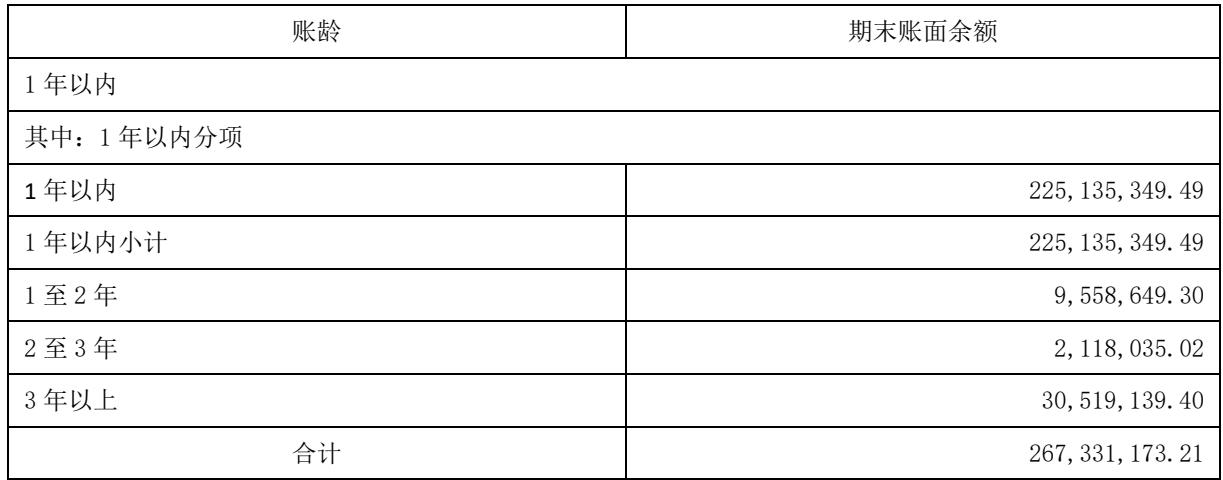 账龄 期末账面余额
1 年以内
其中：1 年以内分项
1 年以内 225,135,349.49
1 年以内小计 225,135,349.49
1 至 2 年 9,558,649.30
2 至 3 年 2,118,035.02
3 年以上 30,519,139.40
合计 267,331,173.21